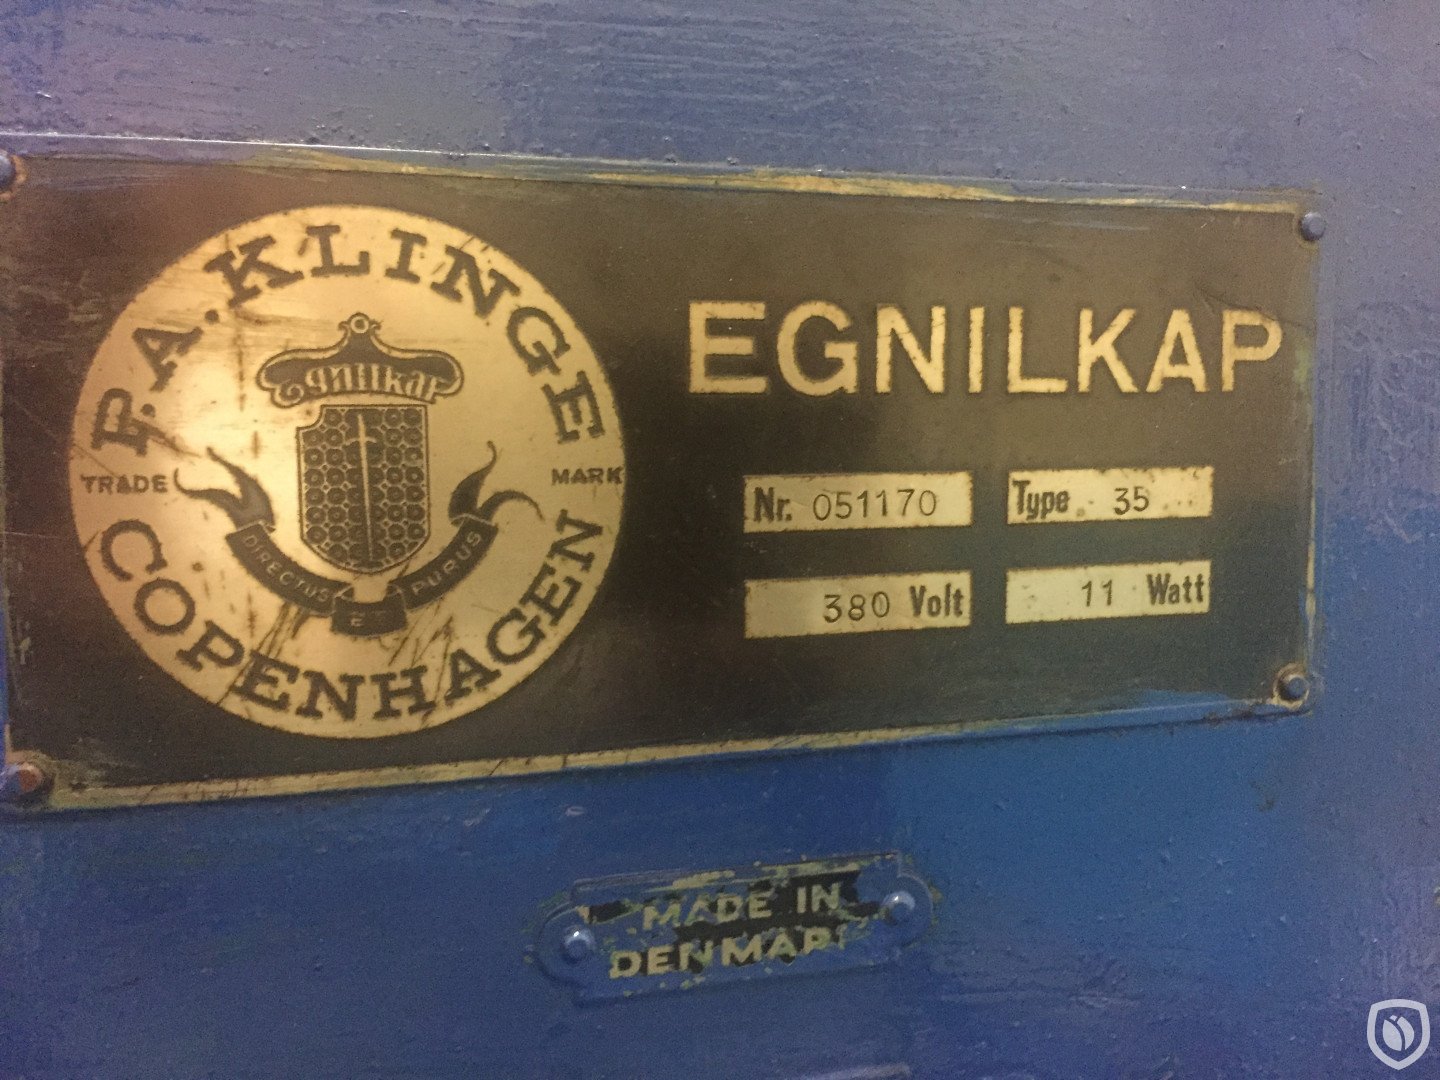 P.A. KLINGE
Egnilkap
TRADE MARK
DIRECTUS ET PURUS
COPENHAGEN
EGNILKAP
Nr. 051170 Type 35
380 Volt 11 Watt
MADE IN
DENMARK